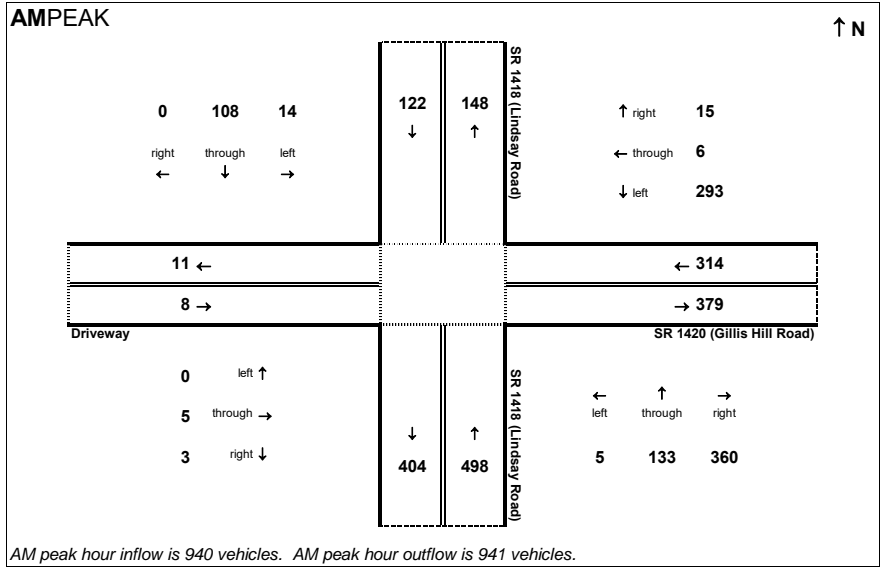 AMPEAK
↑ N
0 108 14
right through left
← ↓ →
122 148
↓ ↑
SR 1418 (Lindsay Road)
↑ right 15
← through 6
↓ left 293
11 ←
← 314
8 →
→ 379
Driveway
SR 1420 (Gillis Hill Road)
0 left ↑
5 through →
3 right ↓
↓ ↑
404 498
SR 1418 (Lindsay Road)
← ↑ →
left through right
5 133 360
AM peak hour inflow is 940 vehicles. AM peak hour outflow is 941 vehicles.